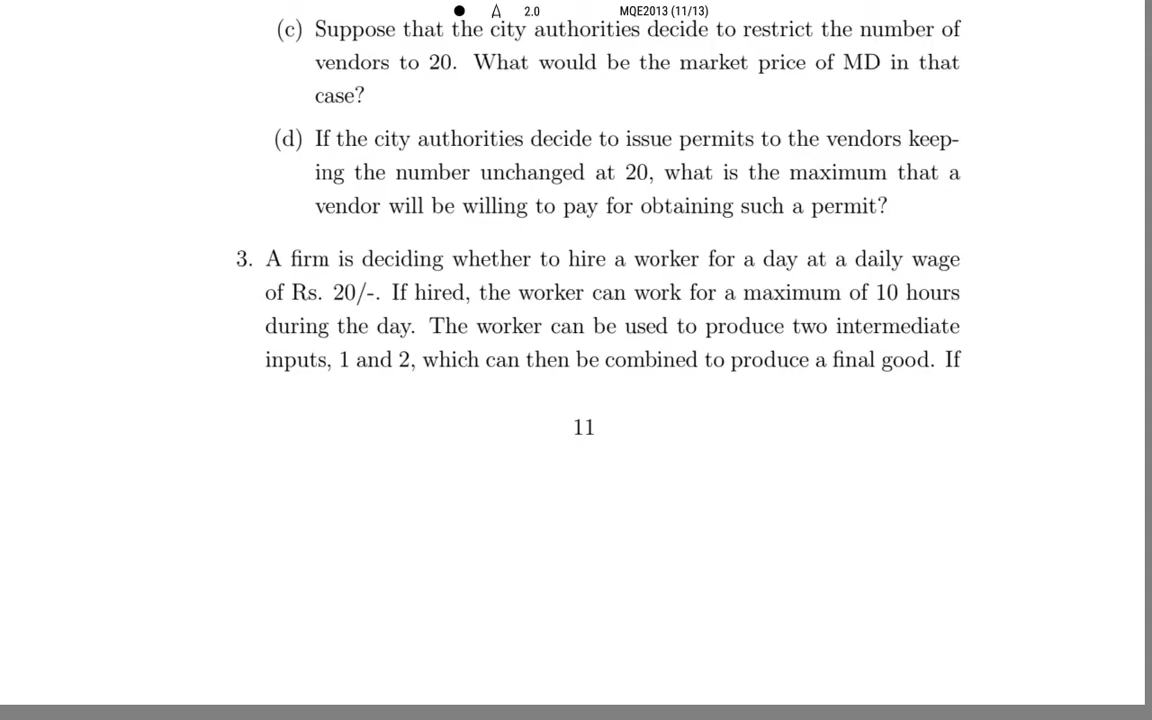 A 2.0 MQE2013 (11/13)
(c) Suppose that the city authorities decide to restrict the number of
vendors to 20. What would be the market price of MD in that
case?
(d) If the city authorities decide to issue permits to the vendors keep-
ing the number unchanged at 20, what is the maximum that a
vendor will be willing to pay for obtaining such a permit?
3. A firm is deciding whether to hire a worker for a day at a daily wage
of Rs. 20/-. If hired, the worker can work for a maximum of 10 hours
during the day. The worker can be used to produce two intermediate
inputs, 1 and 2, which can then be combined to produce a final good. If
11